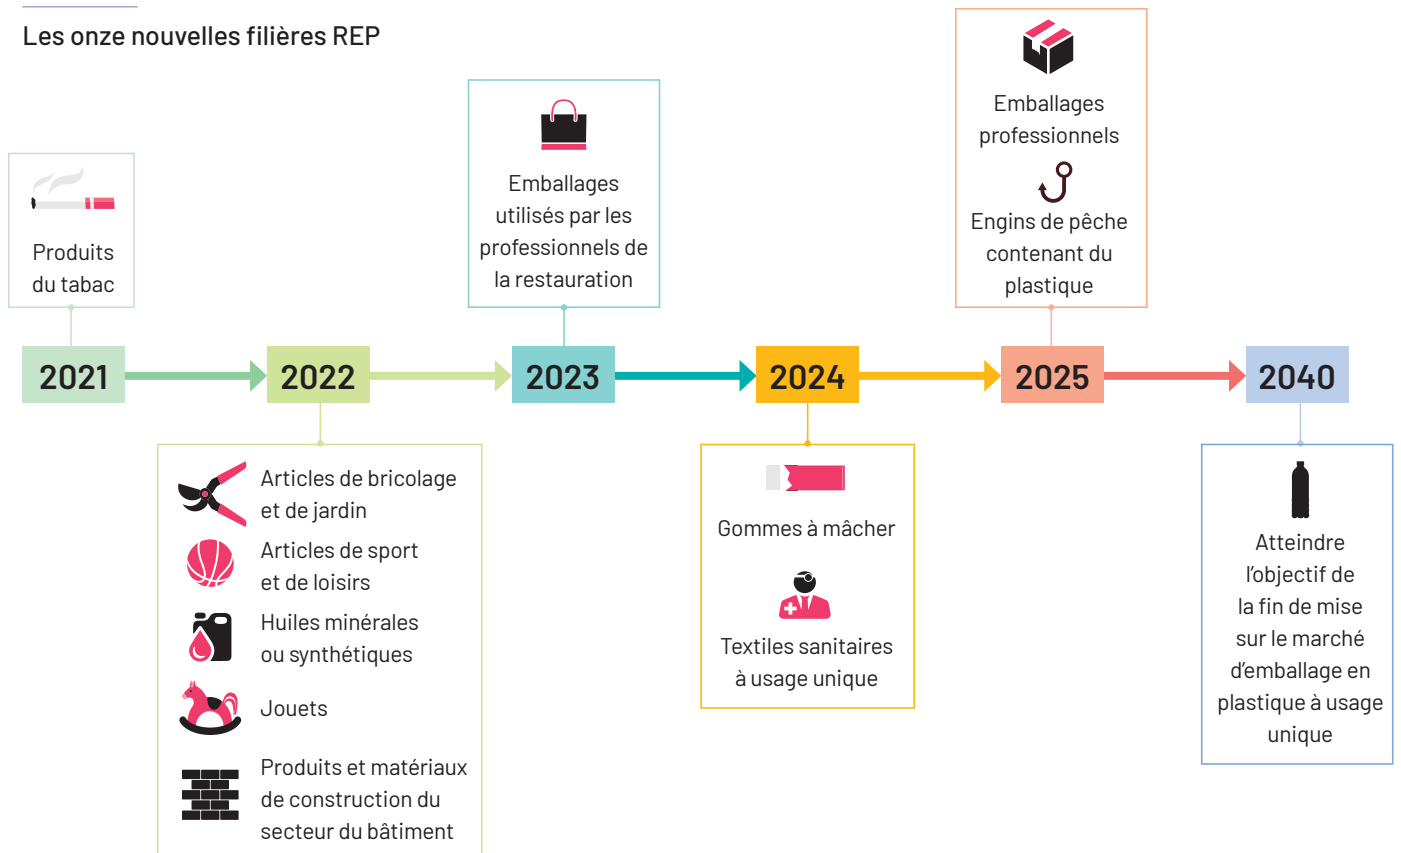 Les onze nouvelles filières REP
Produits
du tabac
Emballages
utilisés par les
professionnels de
la restauration
Emballages
professionnels
Engins de pêche
contenant du
plastique
2021
2022
2023
2024
2025
2040
Articles de bricolage
et de jardin
Articles de sport
et de loisirs
Huiles minérales
ou synthétiques
Jouets
Produits et matériaux
de construction du
secteur du bâtiment
Gommes à mâcher
Textiles sanitaires
à usage unique
Atteindre
l’objectif de
la fin de mise
sur le marché
d’emballage en
plastique à usage
unique